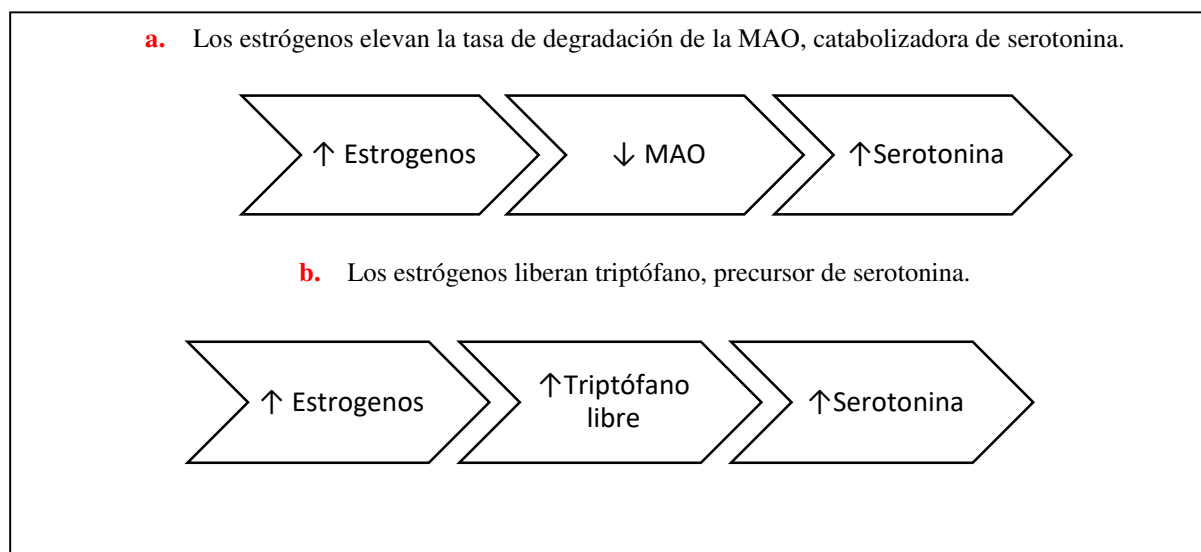 a. Los estrógenos elevan la tasa de degradación de la MAO, catabolizadora de serotonina.
↑ Estrogenos
↓ MAO
↑Serotonina
b. Los estrógenos liberan triptófano, precursor de serotonina.
↑ Estrogenos
↑Triptófano
libre
↑Serotonina